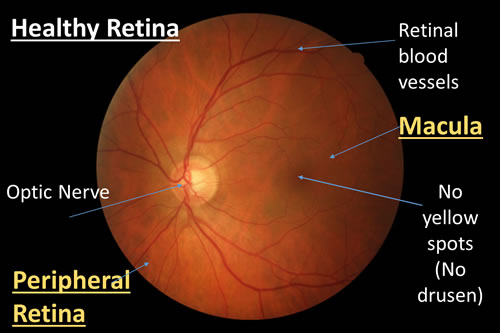 Healthy Retina
Retinal
blood
vessels
Macula
Optic Nerve
No
yellow
spots
(No
drusen)
Peripheral
Retina